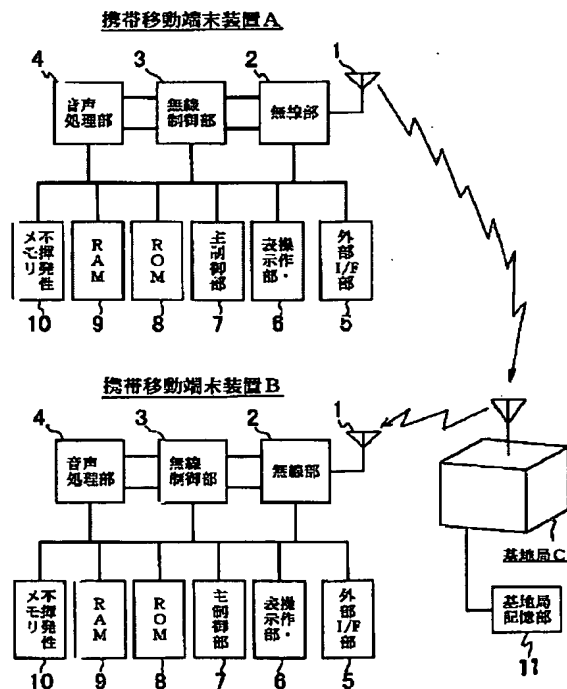 携帯移動端末装置A
4
3
2
1
音声
処理部
無線
制御部
無線部
不揮発性
メモリ
RAM
ROM
主制御部
操作・
表示部
外部
I/F部
10
9
8
7
6
5
携帯移動端末装置B
4
3
2
1
音声
処理部
無線
制御部
無線部
不揮発性
メモリ
RAM
ROM
主制御部
操作・
表示部
外部
I/F部
10
9
8
7
6
5
基地局C
基地局
記憶部
11